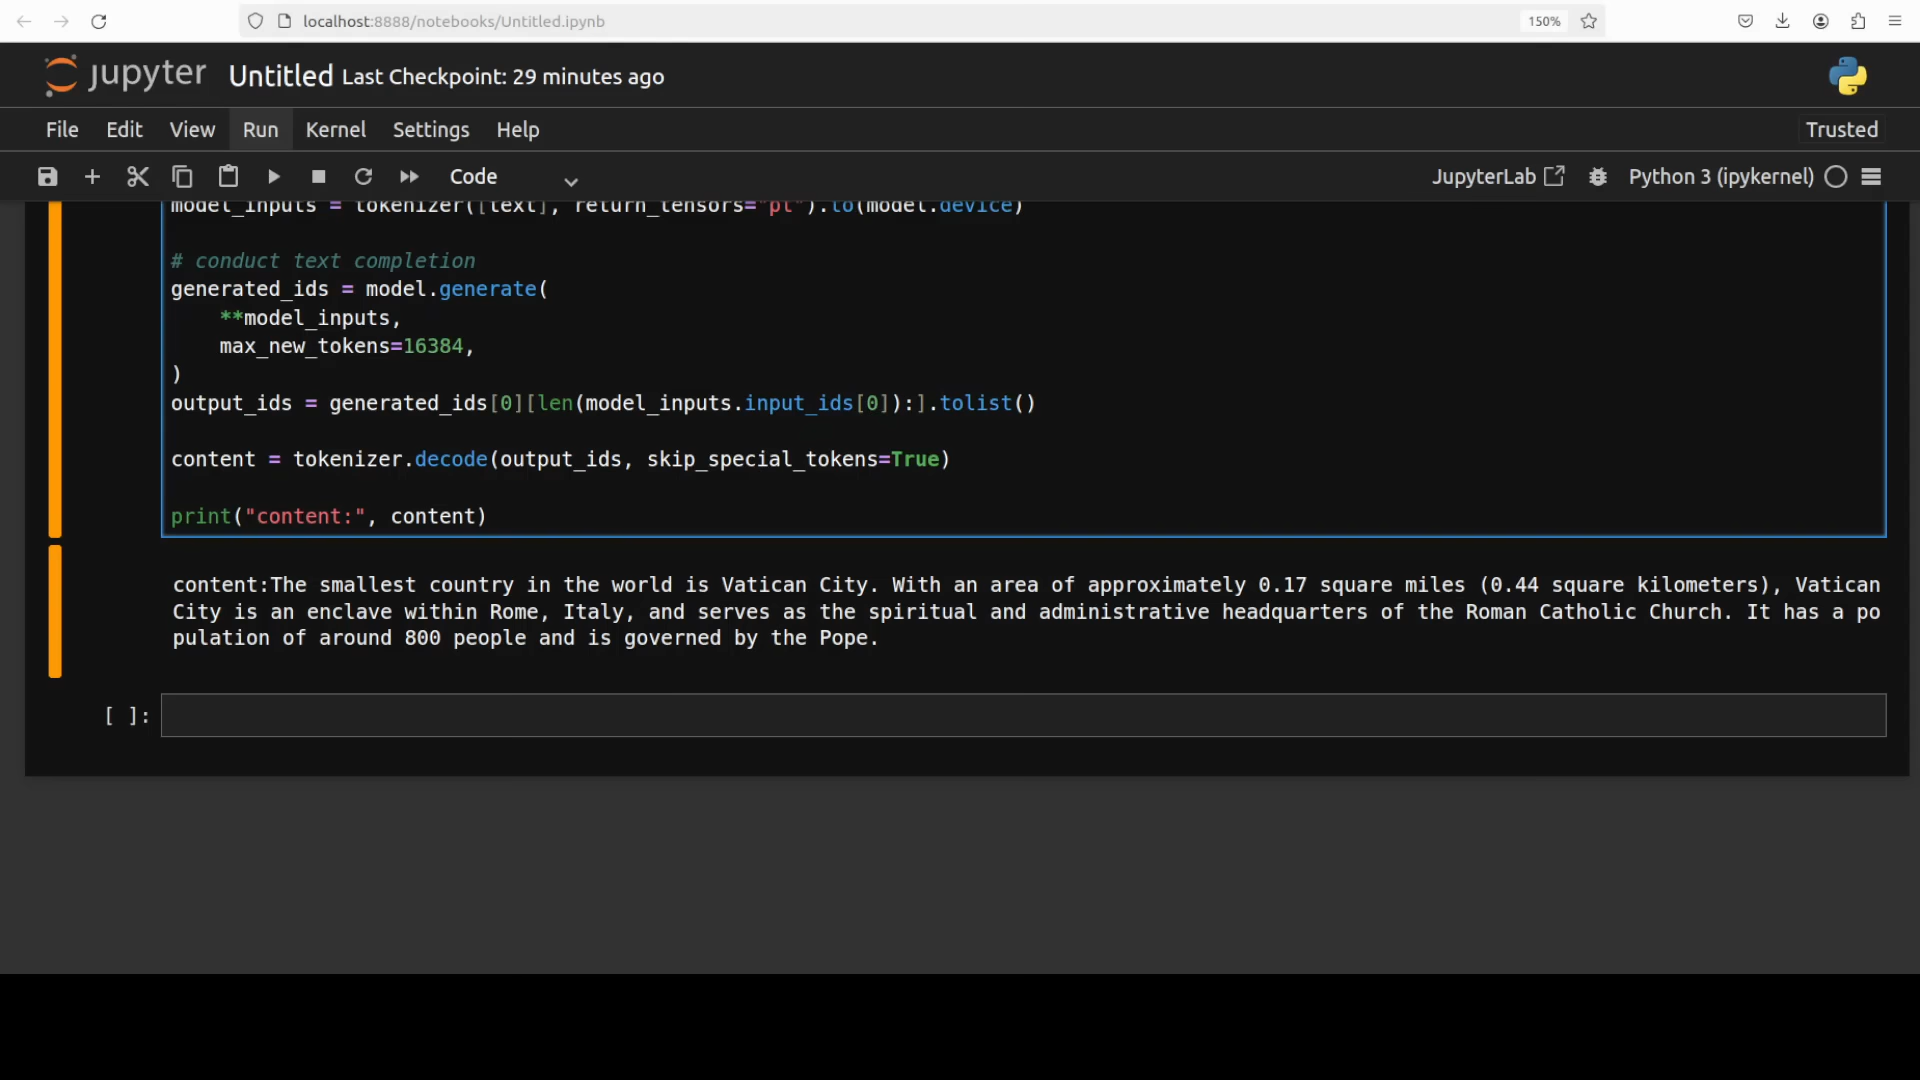 localhost:8888/notebooks/Untitled.ipynb
150%
jupyter Untitled Last Checkpoint: 29 minutes ago
File Edit View Run Kernel Settings Help
Trusted
Code
JupyterLab
Python 3 (ipykernel)
model_inputs = tokenizer([text], return_tensors="pt").to(model.device)
# conduct text completion
generated_ids = model.generate(
**model_inputs,
max_new_tokens=16384,
)
output_ids = generated_ids[0][len(model_inputs.input_ids[0]):].tolist()
content = tokenizer.decode(output_ids, skip_special_tokens=True)
print("content:", content)
content:The smallest country in the world is Vatican City. With an area of approximately 0.17 square miles (0.44 square kilometers), Vatican
City is an enclave within Rome, Italy, and serves as the spiritual and administrative headquarters of the Roman Catholic Church. It has a po
pulation of around 800 people and is governed by the Pope.
[ ]: